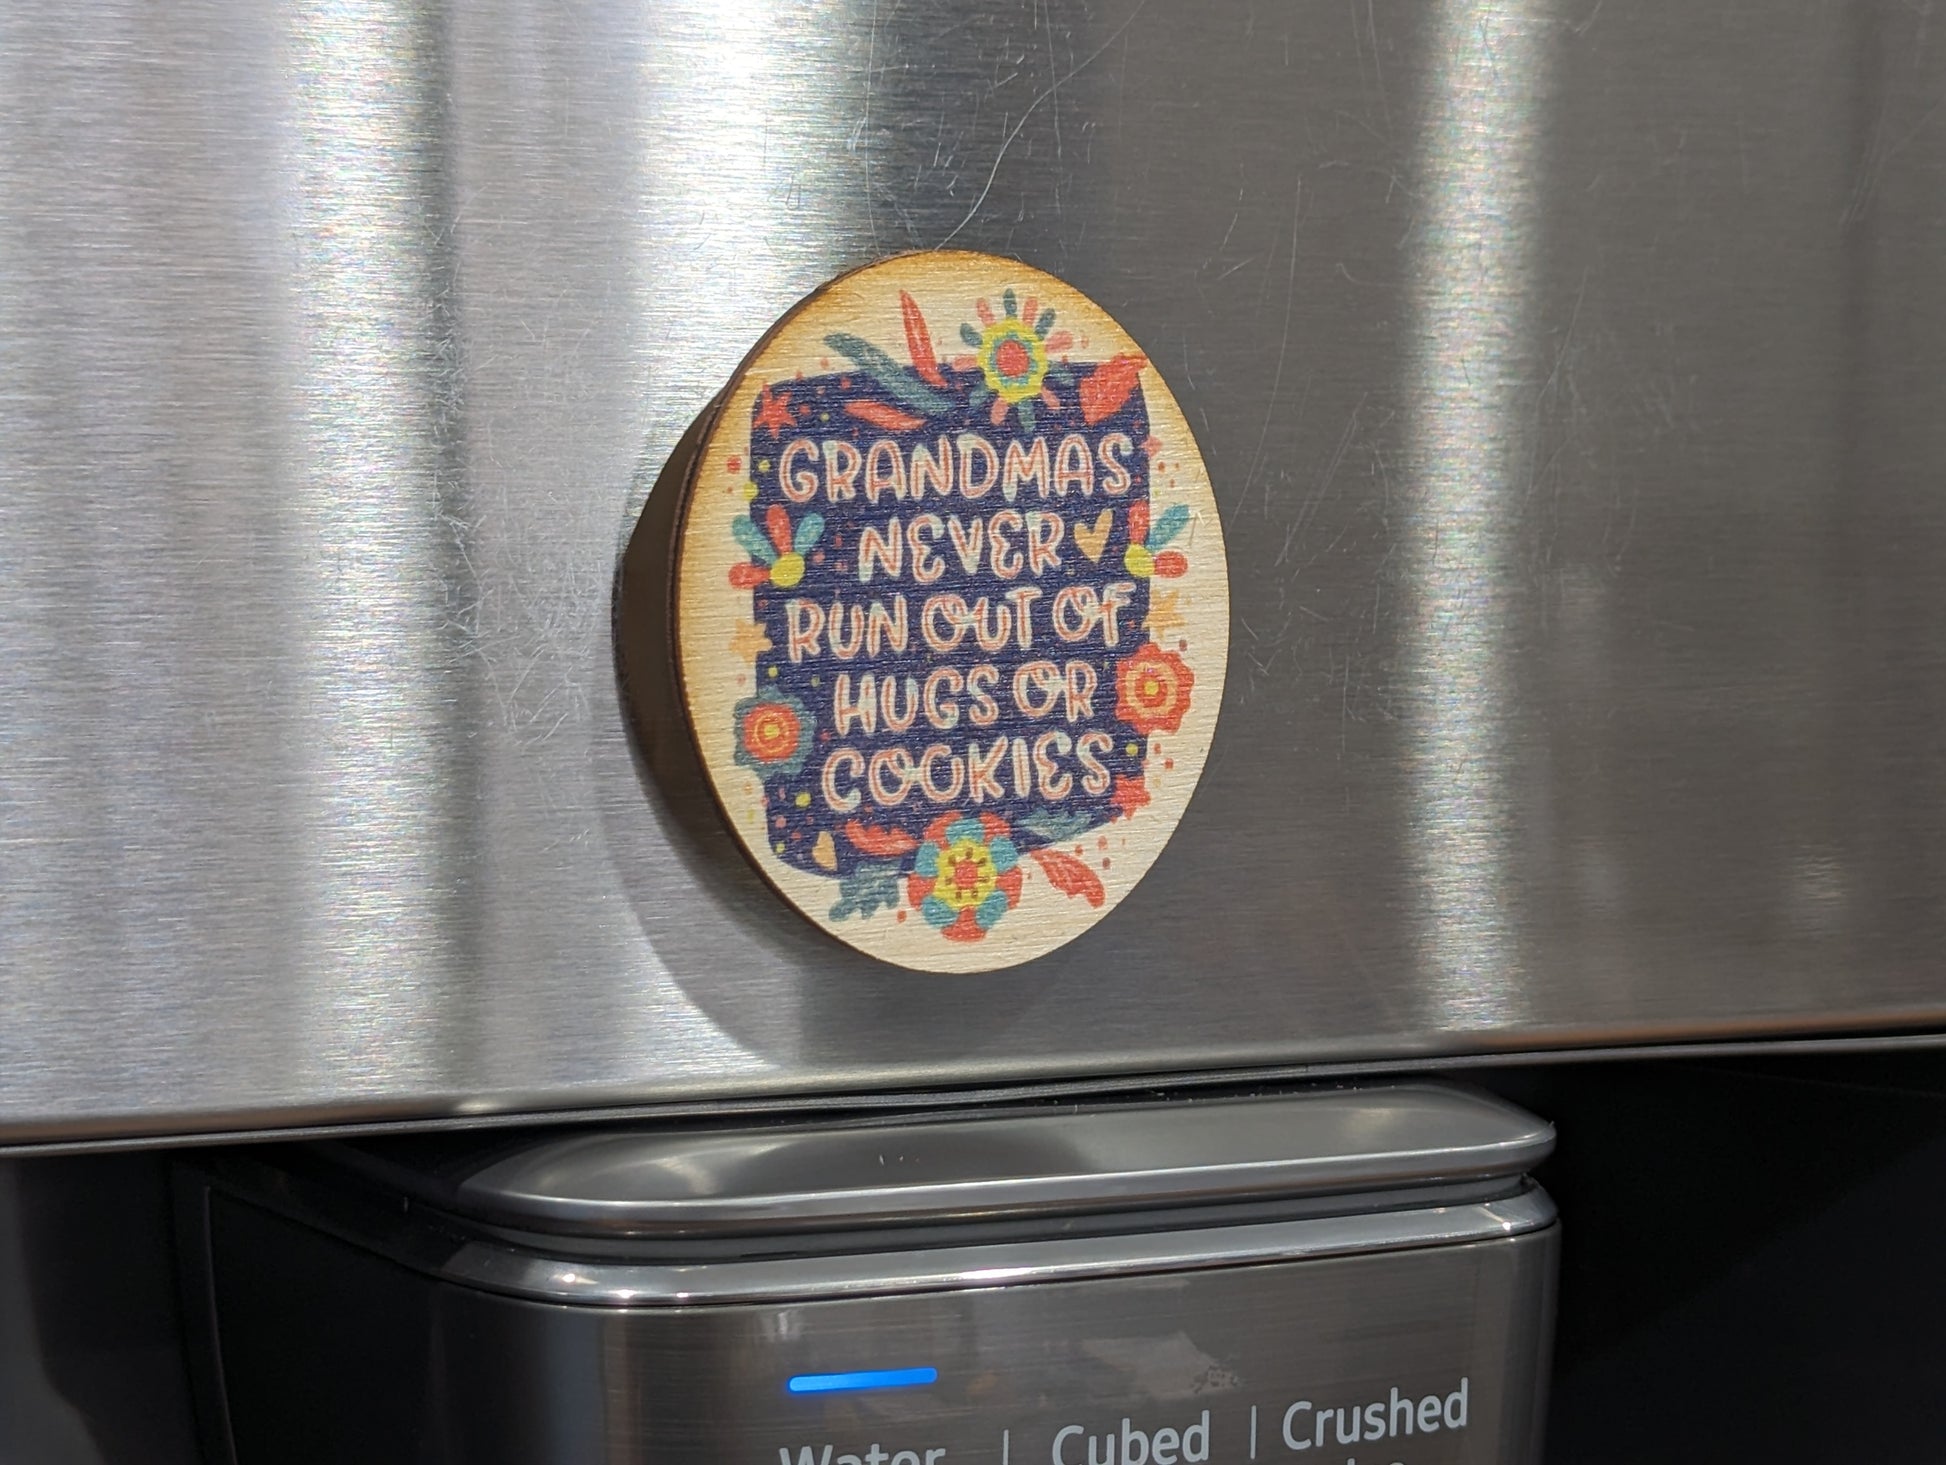 GRANDMAS
NEVER
RUN OUT OF
HUGS OR
COOKIES
Water | Cubed | Crushed